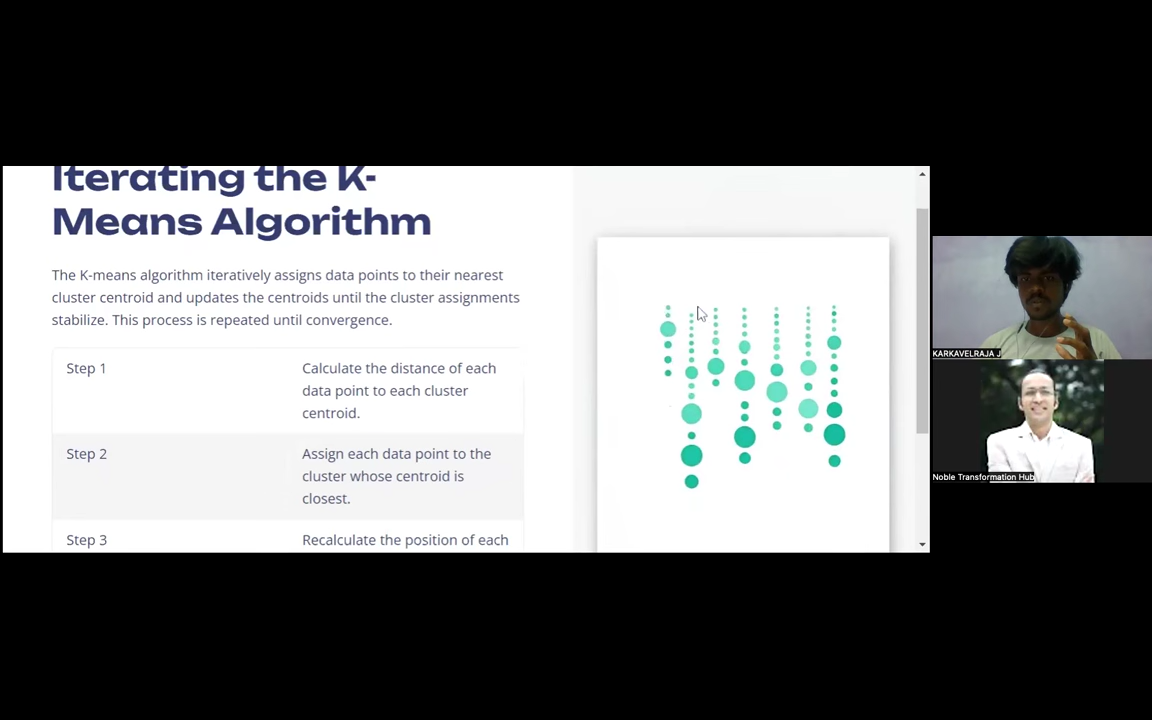 Iterating the K-
Means Algorithm
The K-means algorithm iteratively assigns data points to their nearest
cluster centroid and updates the centroids until the cluster assignments
stabilize. This process is repeated until convergence.
Step 1
Calculate the distance of each
data point to each cluster
centroid.
Step 2
Assign each data point to the
cluster whose centroid is
closest.
Step 3
Recalculate the position of each
KARKAVELRAJA J
Noble Transformation Hub